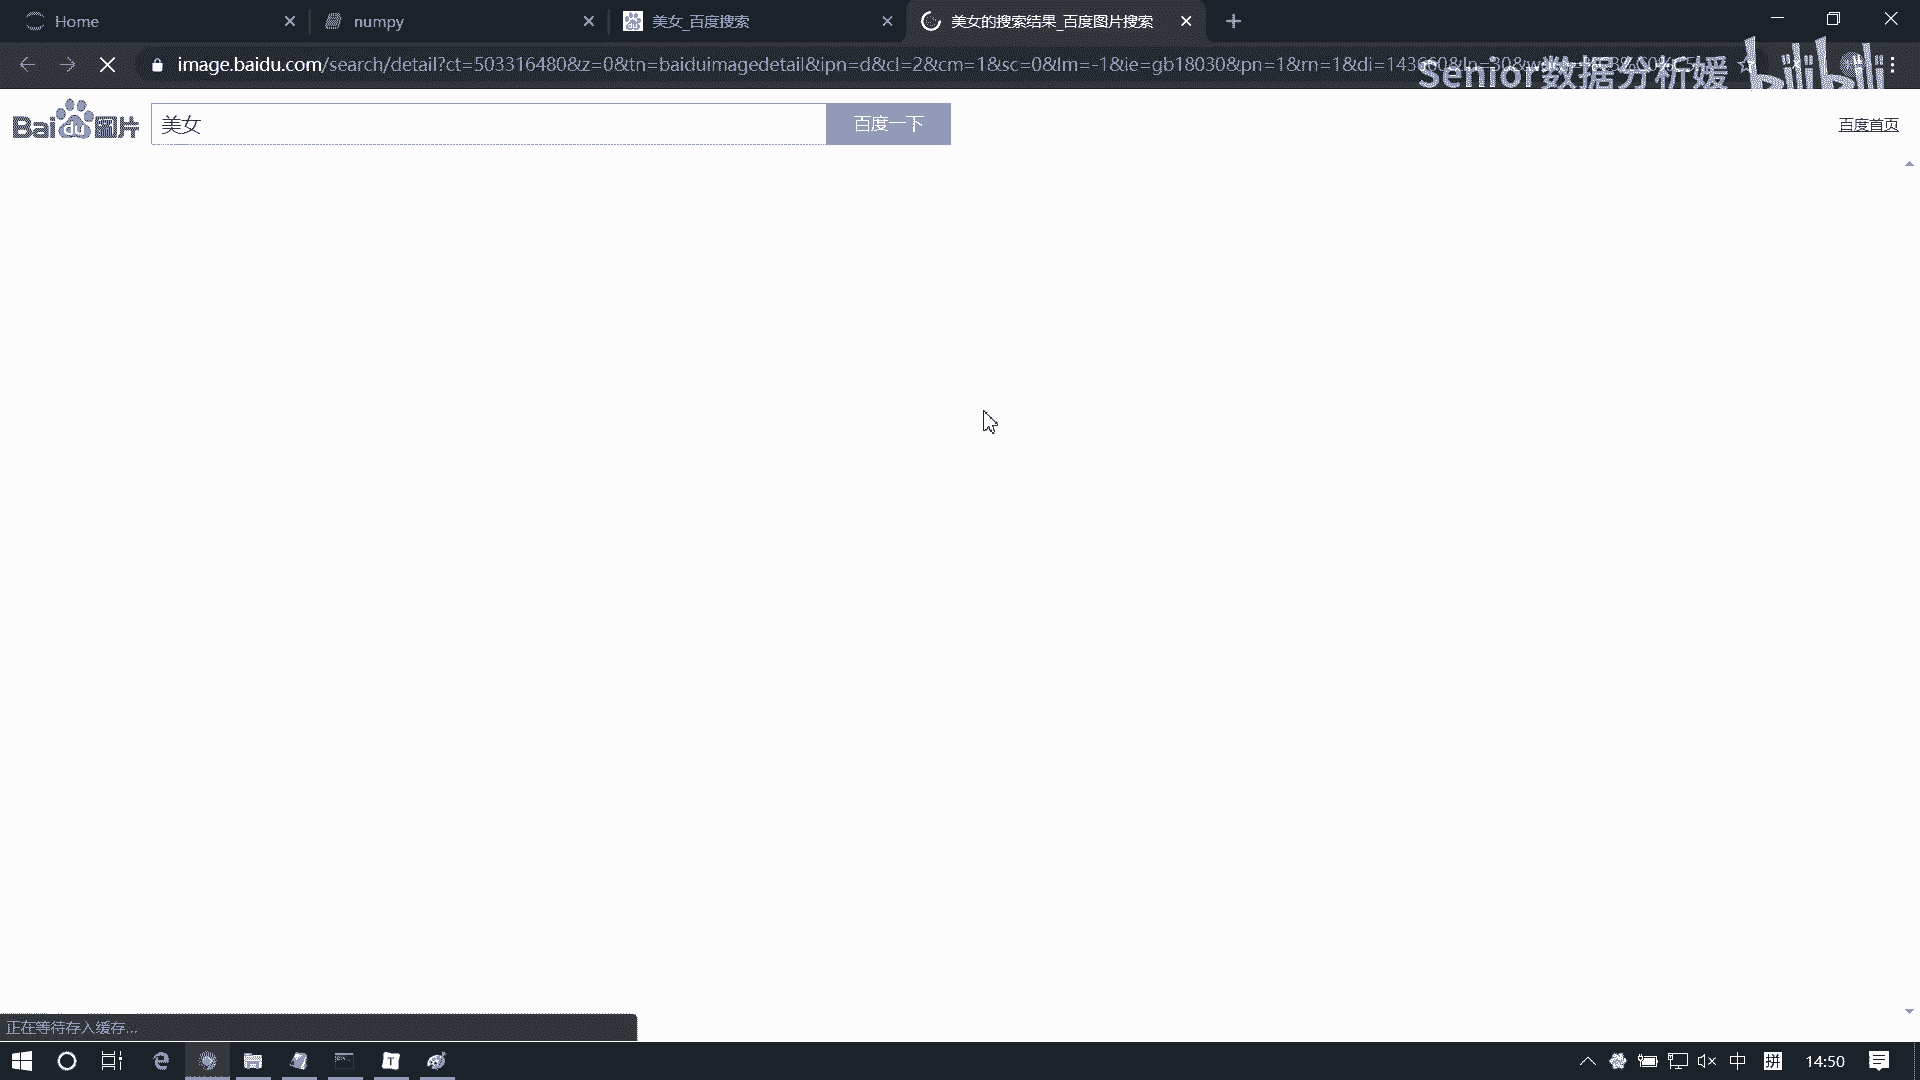 Home
numpy
美女_百度搜索
美女的搜索结果_百度图片搜索
image.baidu.com/search/detail?ct=503316480&z=0&tn=baiduimagedetail&ipn=d&cl=2&cm=1&sc=0&lm=-1&ie=gb18030&pn=1&rn=1&di=143
Senior数据分析媛 bilibili
Bai du 图片
美女
百度一下
百度首页
正在等待存入缓存...
中
拼
14:50